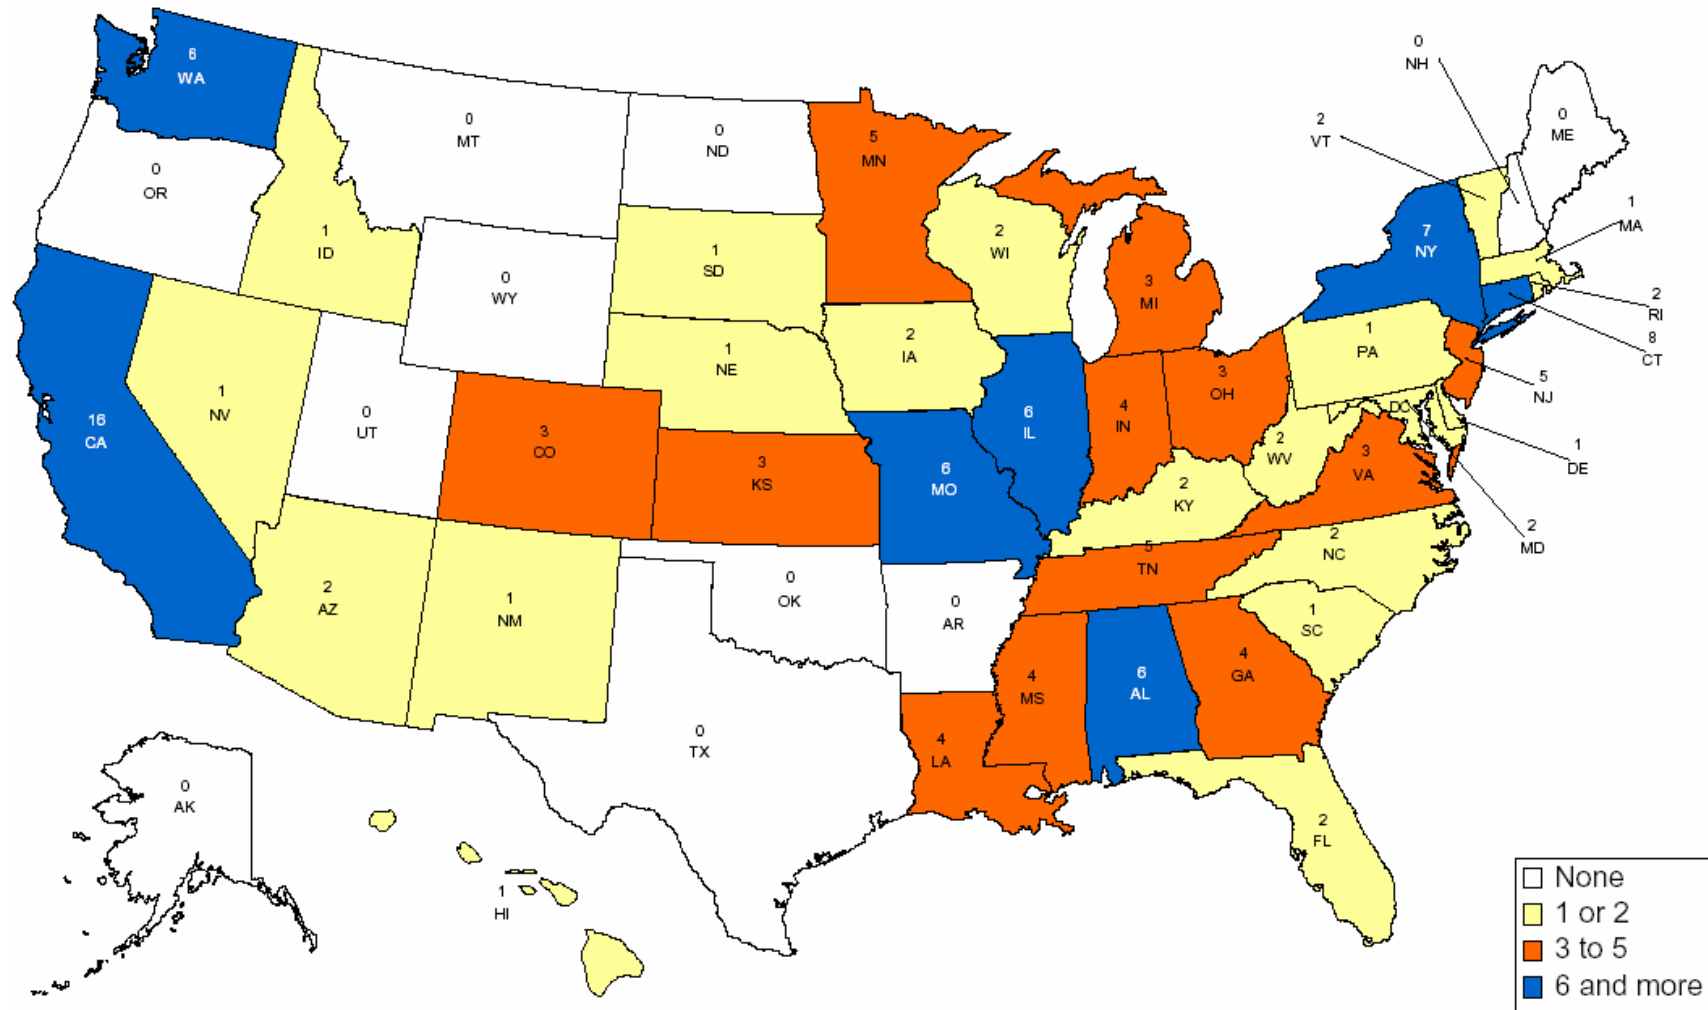 6
WA
0
OR
16
CA
1
ID
1
NV
0
MT
0
WY
0
UT
2
AZ
3
CO
1
NM
0
ND
1
SD
1
NE
3
KS
0
OK
0
TX
5
MN
2
IA
6
MO
0
AR
4
LA
2
WI
6
IL
3
MI
4
IN
3
OH
2
KY
5
TN
4
MS
6
AL
4
GA
2
FL
1
SC
2
NC
3
VA
2
WV
1
PA
DC
7
NY
2
VT
0
NH
0
ME
1
MA
2
RI
8
CT
5
NJ
1
DE
2
MD
0
AK
1
HI
None
1 or 2
3 to 5
6 and more